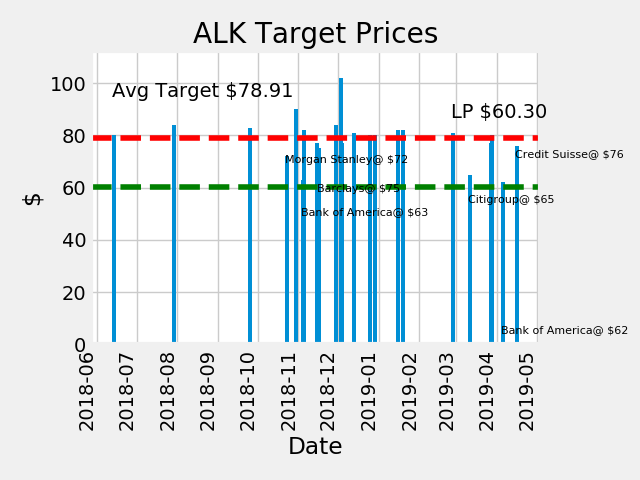 ALK Target Prices
Avg Target $78.91
LP $60.30
Morgan Stanley@ $72
Credit Suisse@ $76
Barclays@ $75
Citigroup@ $65
Bank of America@ $63
Bank of America@ $62
$
100
80
60
40
20
0
2018-06
2018-07
2018-08
2018-09
2018-10
2018-11
2018-12
2019-01
2019-02
2019-03
2019-04
2019-05
Date